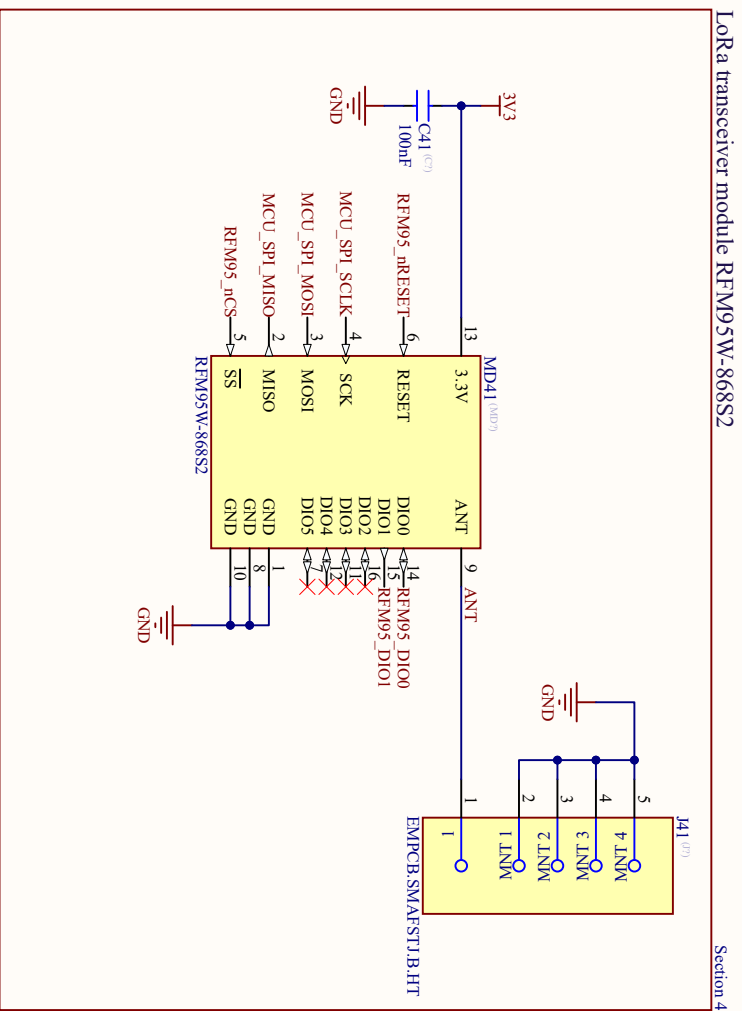 LoRa transceiver module RFM95W-868S2
Section 4
3V3
C41 (C?)
100nF
GND
RFM95_nRESET
MCU_SPI_SCLK
MCU_SPI_MOSI
MCU_SPI_MISO
RFM95_nCS
13
6
4
3
2
5
MD41 (MD?)
3.3V
RESET
SCK
MOSI
MISO
SS
ANT
DIO0
DIO1
DIO2
DIO3
DIO4
DIO5
GND
GND
GND
RFM95W-868S2
9
14
15
16
11
12
7
1
8
10
ANT
RFM95_DIO0
RFM95_DIO1
GND
GND
J41 (J?)
5
4
3
2
1
MNT 4
MNT 3
MNT 2
MNT 1
1
EMPCB.SMAFSTJ.B.HT